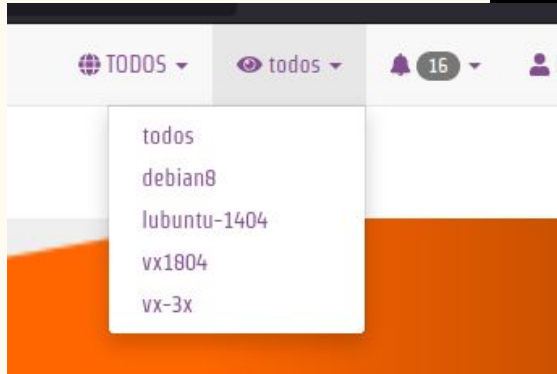 TODOS todos 16
todos
debian8
lubuntu-1404
vx1804
vx-3x